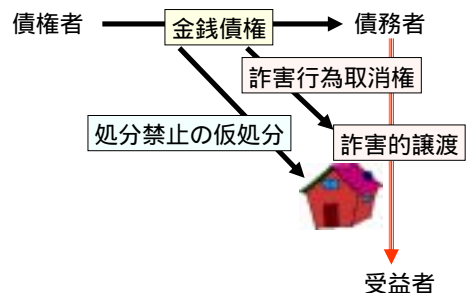 債権者
金銭債権
債務者
詐害行為取消権
処分禁止の仮処分
詐害的譲渡
受益者